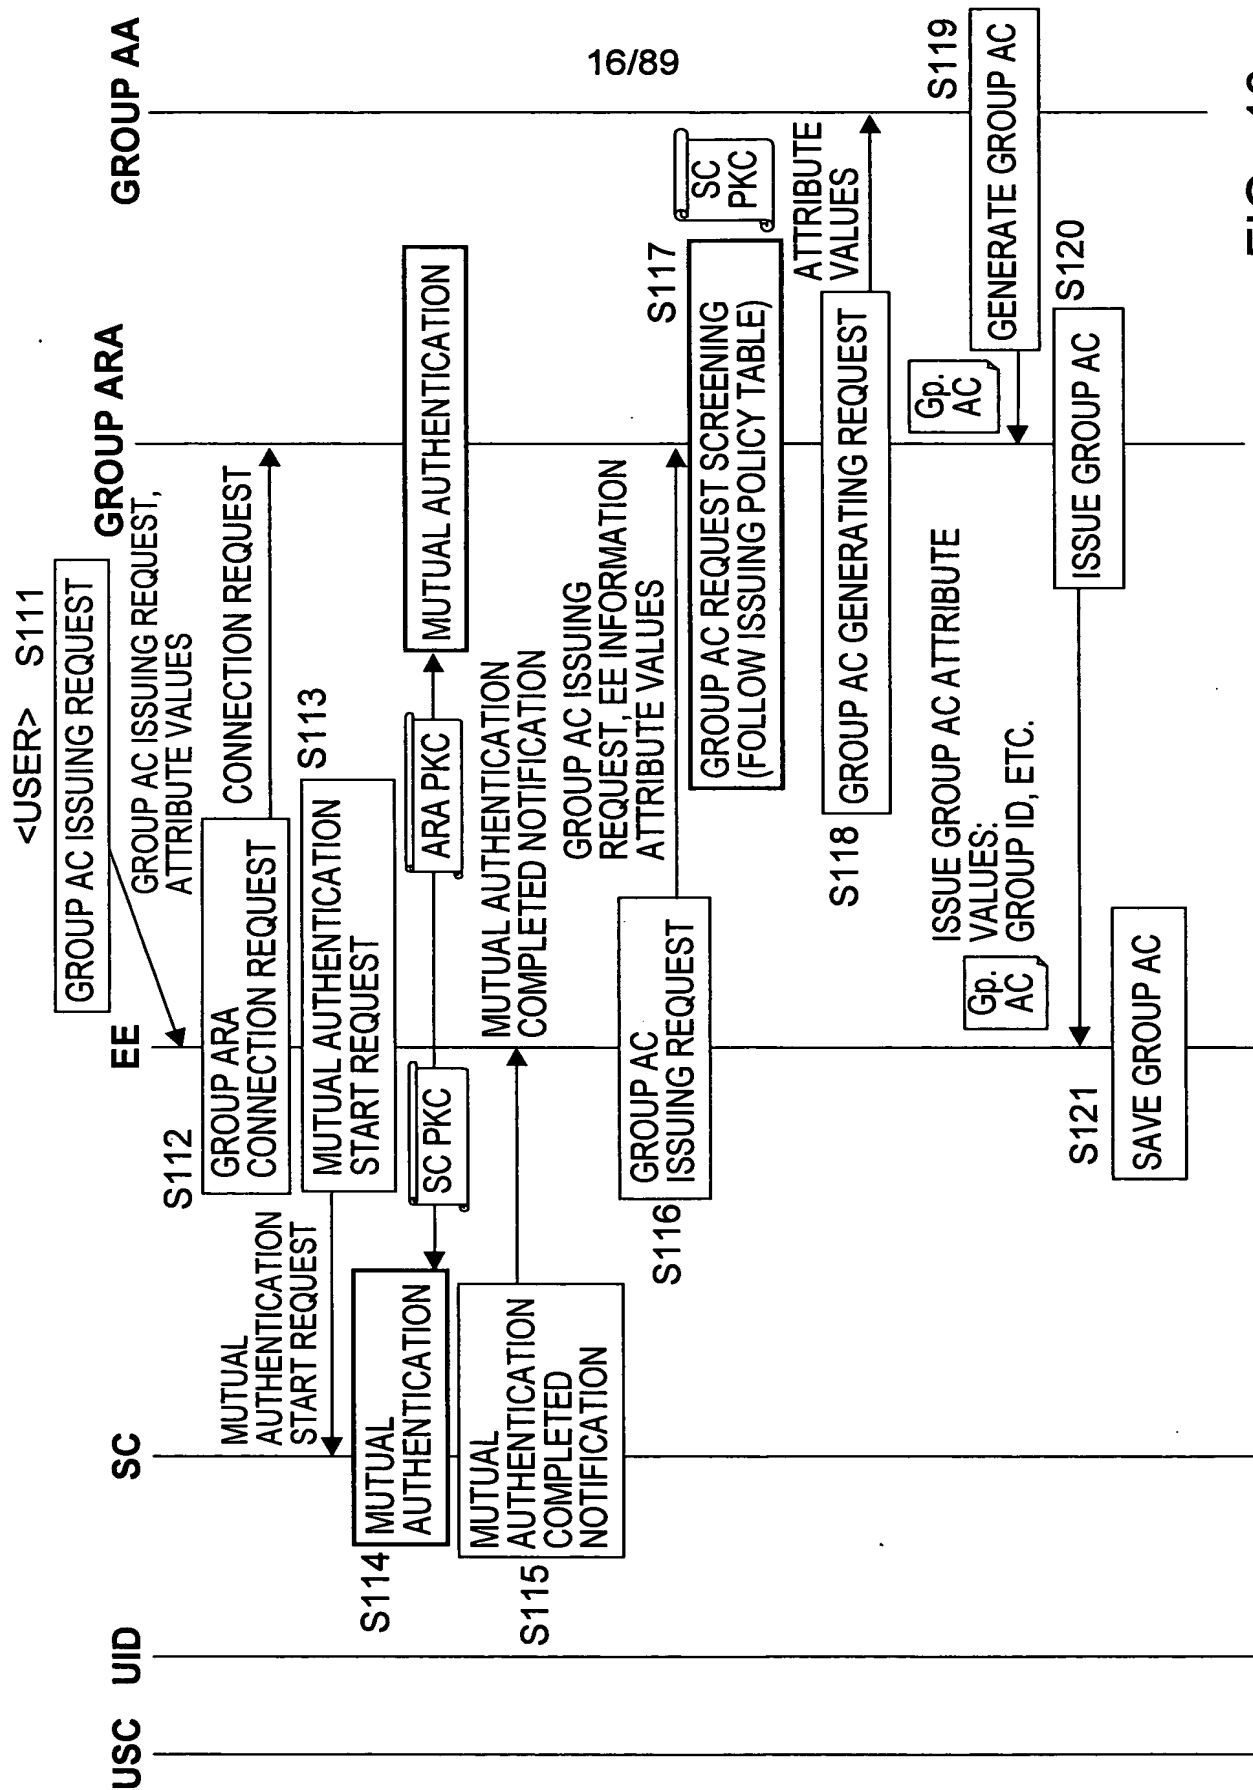 16/89
USC
UID
SC
EE
GROUP ARA
GROUP AA
<USER> S111
GROUP AC ISSUING REQUEST
GROUP AC ISSUING REQUEST,
ATTRIBUTE VALUES
S112
GROUP ARA
CONNECTION REQUEST
CONNECTION REQUEST
S113
MUTUAL AUTHENTICATION
START REQUEST
MUTUAL
AUTHENTICATION
START REQUEST
S114
MUTUAL
AUTHENTICATION
SC PKC
ARA PKC
MUTUAL AUTHENTICATION
S115
MUTUAL
AUTHENTICATION
COMPLETED
NOTIFICATION
MUTUAL AUTHENTICATION
COMPLETED NOTIFICATION
S116
GROUP AC
ISSUING REQUEST
GROUP AC ISSUING
REQUEST, EE INFORMATION
ATTRIBUTE VALUES
S117
GROUP AC REQUEST SCREENING
(FOLLOW ISSUING POLICY TABLE)
SC
PKC
S118
GROUP AC GENERATING REQUEST
ATTRIBUTE
VALUES
S119
GENERATE GROUP AC
Gp.
AC
S120
ISSUE GROUP AC
ISSUE GROUP AC ATTRIBUTE
VALUES:
GROUP ID, ETC.
Gp.
AC
S121
SAVE GROUP AC